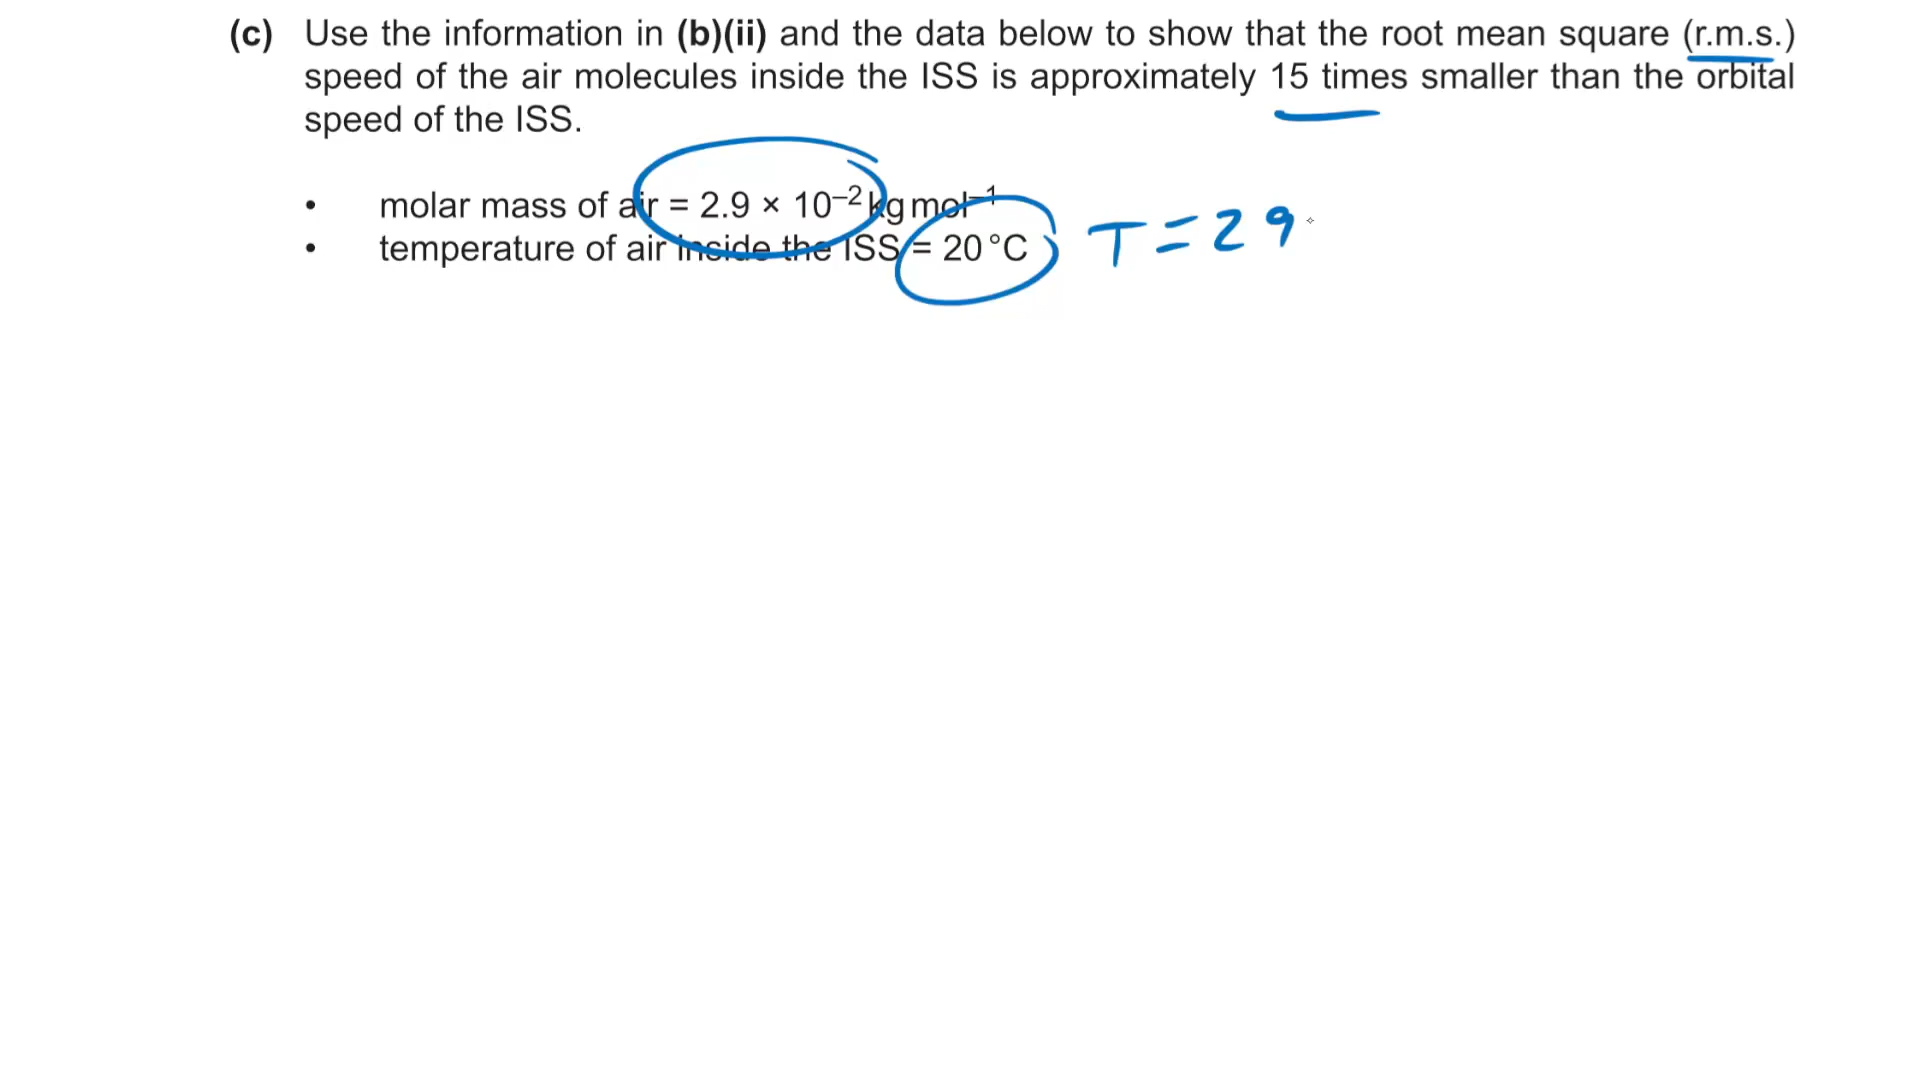 (c) Use the information in (b)(ii) and the data below to show that the root mean square (r.m.s.)
speed of the air molecules inside the ISS is approximately 15 times smaller than the orbital
speed of the ISS.
• molar mass of air = 2.9 × 10⁻² kg mol⁻¹
• temperature of air inside the ISS = 20 °C T = 29